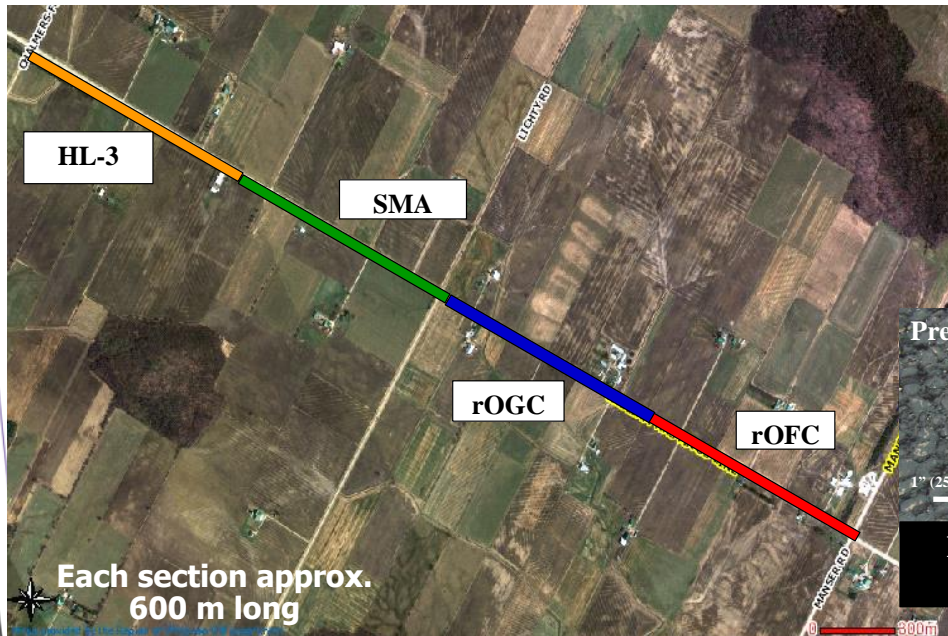 HL-3
SMA
LICHTY RD
Pre
rOGC
rOFC
1" (25
MANSER RD
Each section approx.
600 m long
0 300m